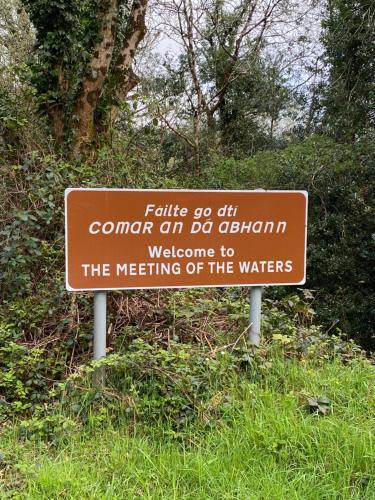 Fáilte go dtí
COMAR AN DÁ ABHANN
Welcome to
THE MEETING OF THE WATERS